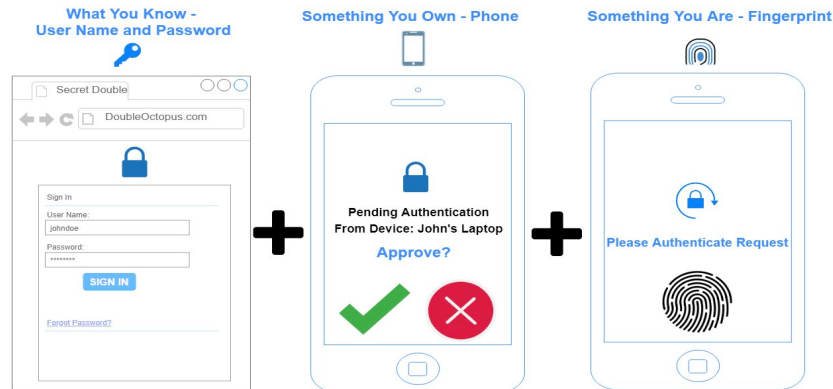 What You Know -
User Name and Password
Secret Double
DoubleOctopus.com
Sign In
User Name:
johndoe
Password:
********
SIGN IN
Forgot Password?
Something You Own - Phone
Pending Authentication
From Device: John's Laptop
Approve?
Something You Are - Fingerprint
Please Authenticate Request